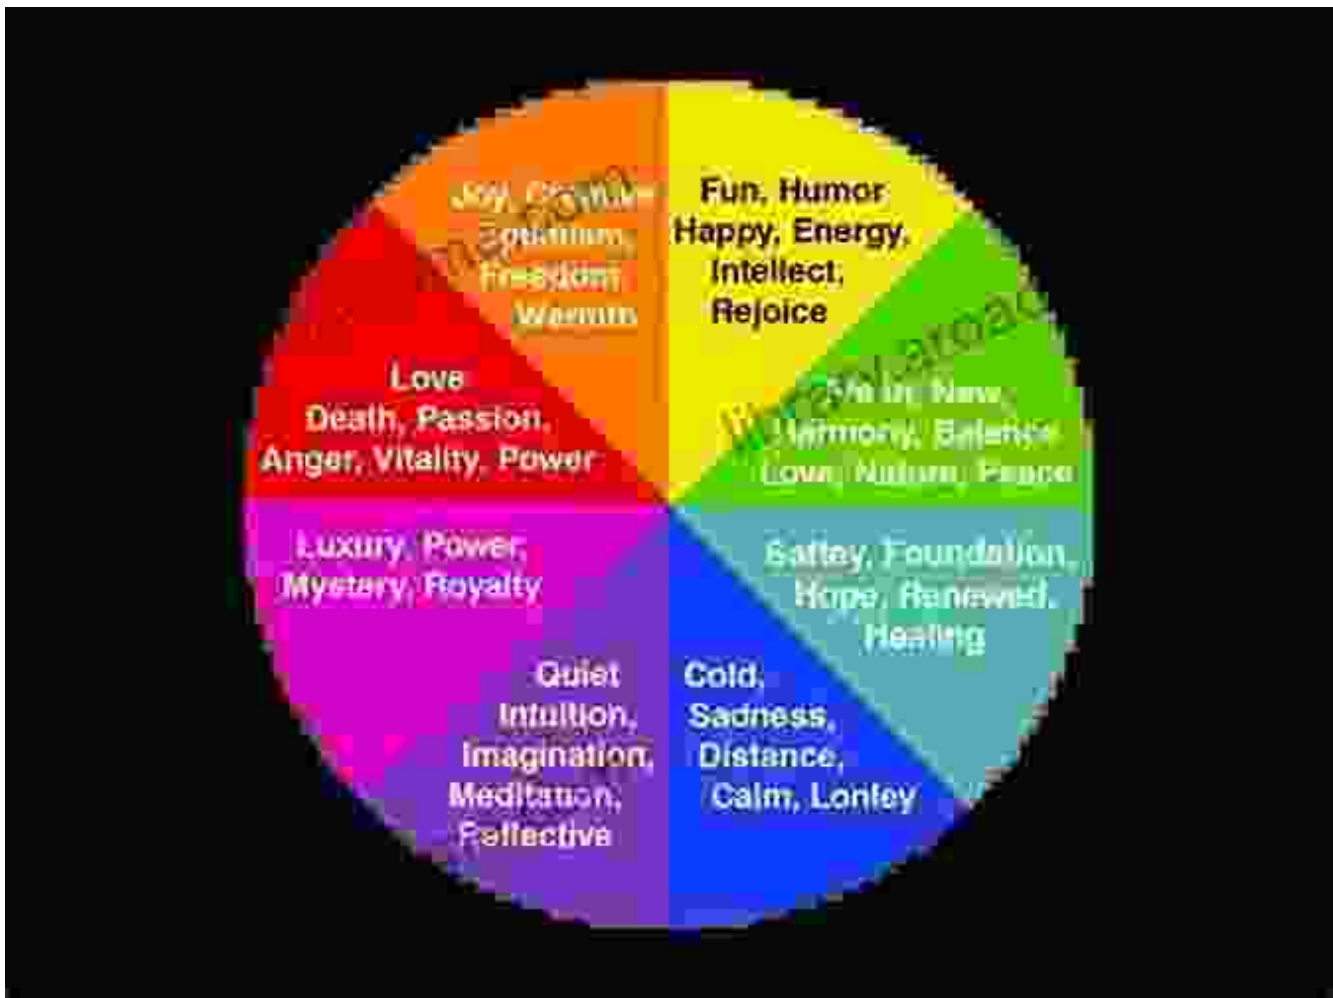 Joy,
Freedom
Warmth
Fun, Humor
Happy, Energy,
Intellect,
Rejoice
New,
Harmony, Balance
Love, Nature, Peace
Saftey, Foundation,
Hope, Renewed,
Healing
Cold,
Sadness,
Distance,
Calm, Lonley
Quiet
Intuition,
Imagination,
Meditation,
Reflective
Luxury, Power,
Mystery, Royalty
Love
Death, Passion,
Anger, Vitality, Power